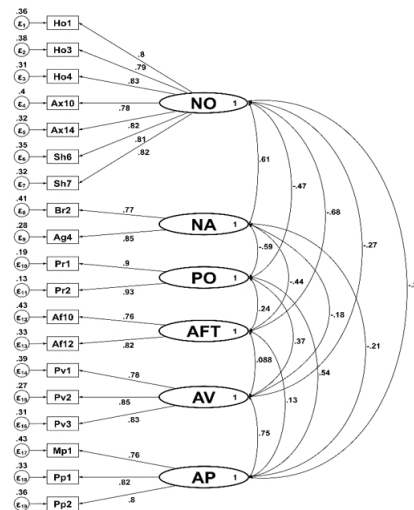 .36
ε1 Ho1
.38
ε2 Ho3
.31
ε3 Ho4
.4
ε4 Ax10
.32
ε5 Ax14
.35
ε6 Sh6
.32
ε7 Sh7
.8
.79
.83
.78
.82
.81
.82
NO 1
.41
ε8 Br2
.28
ε9 Ag4
.77
.85
NA 1
.19
ε10 Pr1
.13
ε11 Pr2
.9
.93
PO 1
.43
ε12 Af10
.33
ε13 Af12
.76
.82
AFT 1
.39
ε14 Pv1
.27
ε15 Pv2
.31
ε16 Pv3
.78
.85
.83
AV 1
.43
ε17 Mp1
.33
ε18 Pp1
.36
ε19 Pp2
.76
.82
.8
AP 1
.61
-.47
-.68
-.27
-.59
-.44
-.18
-.21
.24
.37
.54
.088
.13
.75